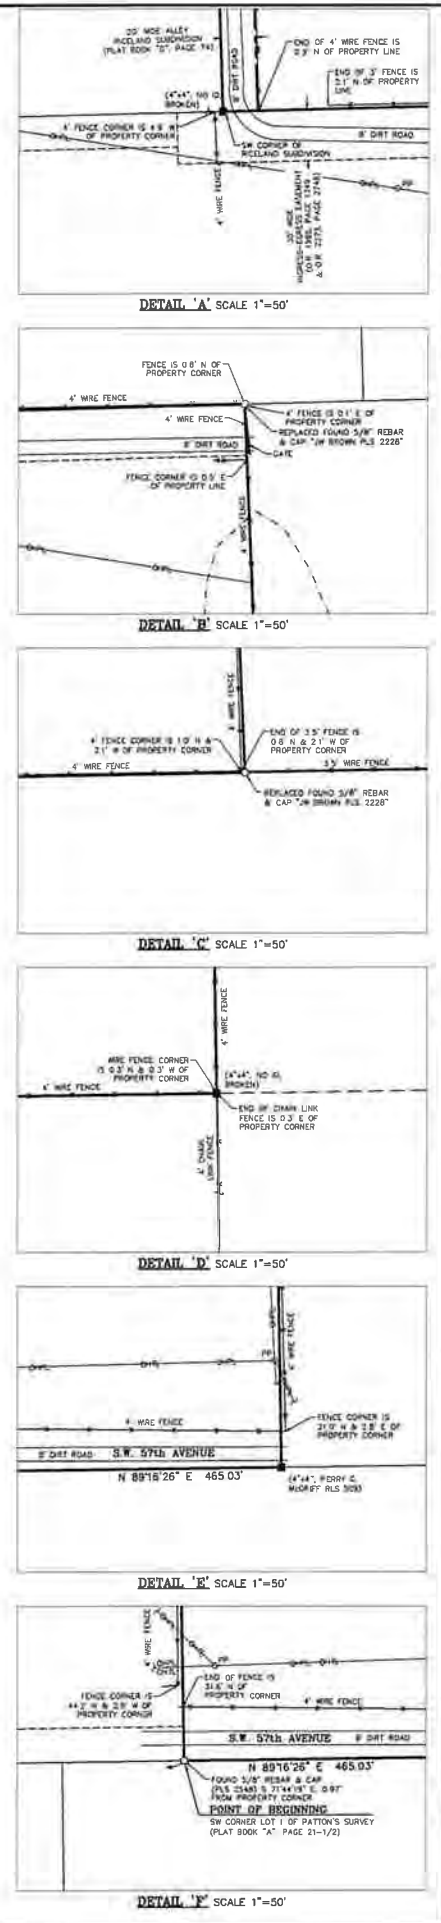 20' WIDE ALLEY
RICELAND SUBDIVISION
(PLAT BOOK "G", PAGE 74)
8' DIRT ROAD
END OF 4' WIRE FENCE IS
0.9' N OF PROPERTY LINE
END OF 3' FENCE IS
2.1' N OF PROPERTY
LINE
(4"x4", NO ID,
BROKEN)
4' FENCE CORNER IS 4.9' W
OF PROPERTY CORNER
8' DIRT ROAD
SW CORNER OF
RICELAND SUBDIVISION
4' WIRE FENCE
30' WIDE
INGRESS-EGRESS EASEMENT
PP
DETAIL 'A' SCALE 1"=50'
FENCE IS 0.8' N OF
PROPERTY CORNER
4' WIRE FENCE
4' WIRE FENCE
4' FENCE IS 0.1' E OF
PROPERTY CORNER
REPLACED FOUND 5/8" REBAR
& CAP "JW BROWN PLS 2228"
8' DIRT ROAD
GATE
FENCE CORNER IS 0.5' E
OF PROPERTY LINE
4' WIRE FENCE
DETAIL 'B' SCALE 1"=50'
4' WIRE FENCE
4' FENCE CORNER IS 1.0' N &
2.1' W OF PROPERTY CORNER
END OF 3.5' FENCE IS
0.8' N & 2.1' W OF
PROPERTY CORNER
4' WIRE FENCE
3.5' WIRE FENCE
REPLACED FOUND 5/8" REBAR
& CAP "JW BROWN PLS 2228"
DETAIL 'C' SCALE 1"=50'
4' WIRE FENCE
WIRE FENCE CORNER
IS 0.3' N & 0.3' W OF
PROPERTY CORNER
(4"x4", NO ID,
BROKEN)
4' WIRE FENCE
END OF CHAIN LINK
FENCE IS 0.3' E OF
PROPERTY CORNER
4' CHAIN
LINK FENCE
DETAIL 'D' SCALE 1"=50'
4' WIRE FENCE
PP
4' WIRE FENCE
FENCE CORNER IS
21.0' N & 2.8' E OF
PROPERTY CORNER
8' DIRT ROAD
S.W. 57th AVENUE
N 89°16'26" E 465.03'
(4"x4", PERRY C.
McGRIFF RLS 509)
DETAIL 'E' SCALE 1"=50'
4' WIRE FENCE
PP
FENCE CORNER IS
44.2' N & 2.9' W OF
PROPERTY CORNER
END OF FENCE IS
31.6' N OF
PROPERTY CORNER
4' WIRE FENCE
S.W. 57th AVENUE
8' DIRT ROAD
N 89°16'26" E 465.03'
FOUND 5/8" REBAR & CAP
(PLS 2548) S 71°44'19" E, 0.97'
FROM PROPERTY CORNER
POINT OF BEGINNING
SW CORNER LOT 1 OF PATTON'S SURVEY
(PLAT BOOK "A" PAGE 21-1/2)
DETAIL 'F' SCALE 1"=50'